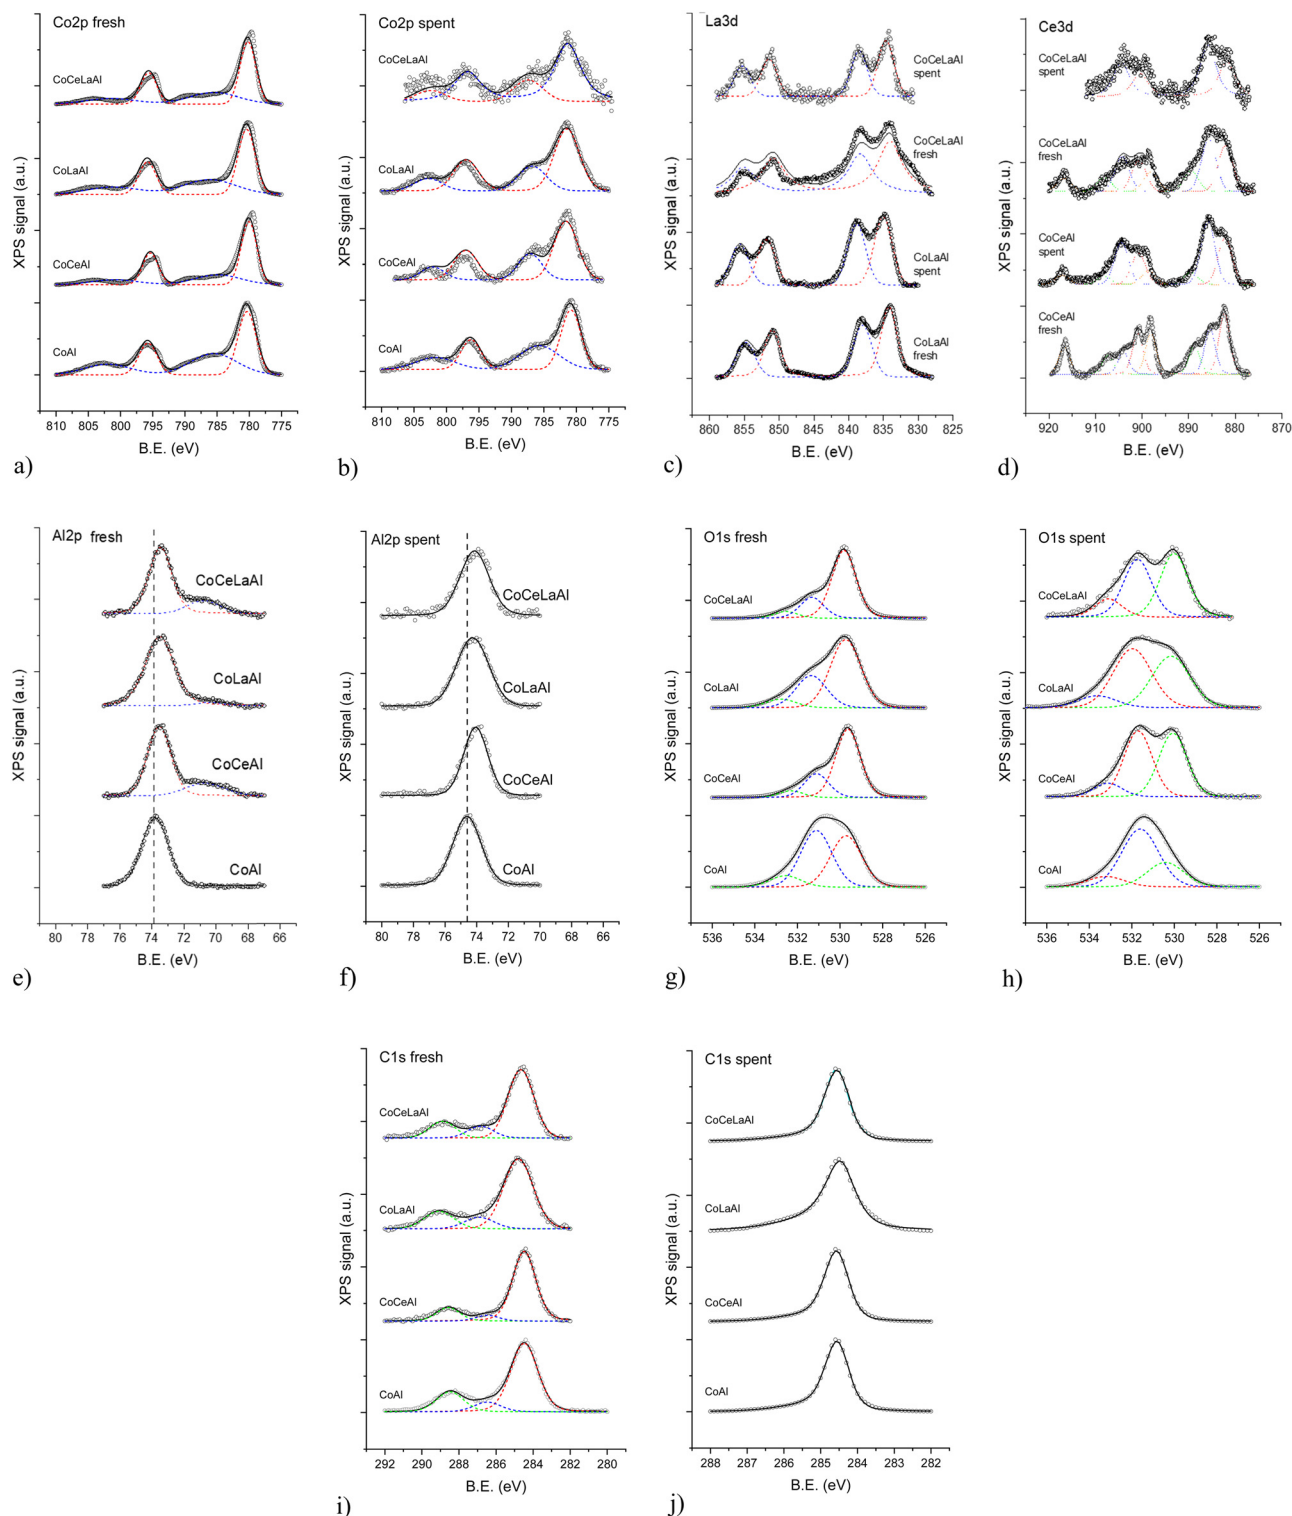 Co2p fresh
CoCeLaAl
CoLaAl
CoCeAl
CoAl
XPS signal (a.u.)
810 805 800 795 790 785 780 775
B.E. (eV)
a)
Co2p spent
CoCeLaAl
CoLaAl
CoCeAl
CoAl
XPS signal (a.u.)
810 805 800 795 790 785 780 775
B.E. (eV)
b)
La3d
CoCeLaAl
spent
CoCeLaAl
fresh
CoLaAl
spent
CoLaAl
fresh
XPS signal (a.u.)
860 855 850 845 840 835 830 825
B.E. (eV)
c)
Ce3d
CoCeLaAl
spent
CoCeLaAl
fresh
CoCeAl
spent
CoCeAl
fresh
XPS signal (a.u.)
920 910 900 890 880 870
B.E. (eV)
d)
Al2p fresh
CoCeLaAl
CoLaAl
CoCeAl
CoAl
XPS signal (a.u.)
80 78 76 74 72 70 68 66
B.E. (eV)
e)
Al2p spent
CoCeLaAl
CoLaAl
CoCeAl
CoAl
XPS signal (a.u.)
80 78 76 74 72 70 68 66
B.E. (eV)
f)
O1s fresh
CoCeLaAl
CoLaAl
CoCeAl
CoAl
XPS signal (a.u.)
536 534 532 530 528 526
B.E. (eV)
g)
O1s spent
CoCeLaAl
CoLaAl
CoCeAl
CoAl
XPS signal (a.u.)
536 534 532 530 528 526
B.E. (eV)
h)
C1s fresh
CoCeLaAl
CoLaAl
CoCeAl
CoAl
XPS signal (a.u.)
292 290 288 286 284 282 280
B.E. (eV)
i)
C1s spent
CoCeLaAl
CoLaAl
CoCeAl
CoAl
XPS signal (a.u.)
288 287 286 285 284 283 282
B.E. (eV)
j)